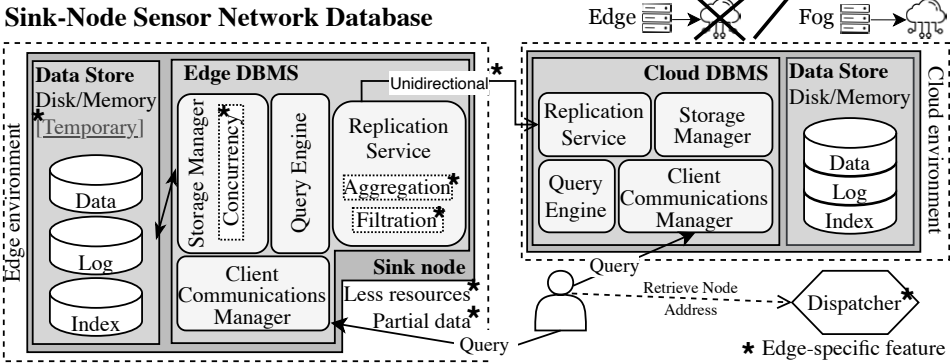 Sink-Node Sensor Network Database
Edge
Fog
Edge environment
Data Store
Disk/Memory
*[Temporary]
Data
Log
Index
Edge DBMS
Storage Manager
Concurrency*
Query Engine
Replication
Service
Aggregation*
Filtration*
Client
Communications
Manager
Sink node
Less resources*
Partial data*
Unidirectional*
Cloud environment
Cloud DBMS
Replication
Service
Storage
Manager
Query
Engine
Client
Communications
Manager
Data Store
Disk/Memory
Data
Log
Index
Query
Query
Retrieve Node
Address
Dispatcher*
* Edge-specific feature